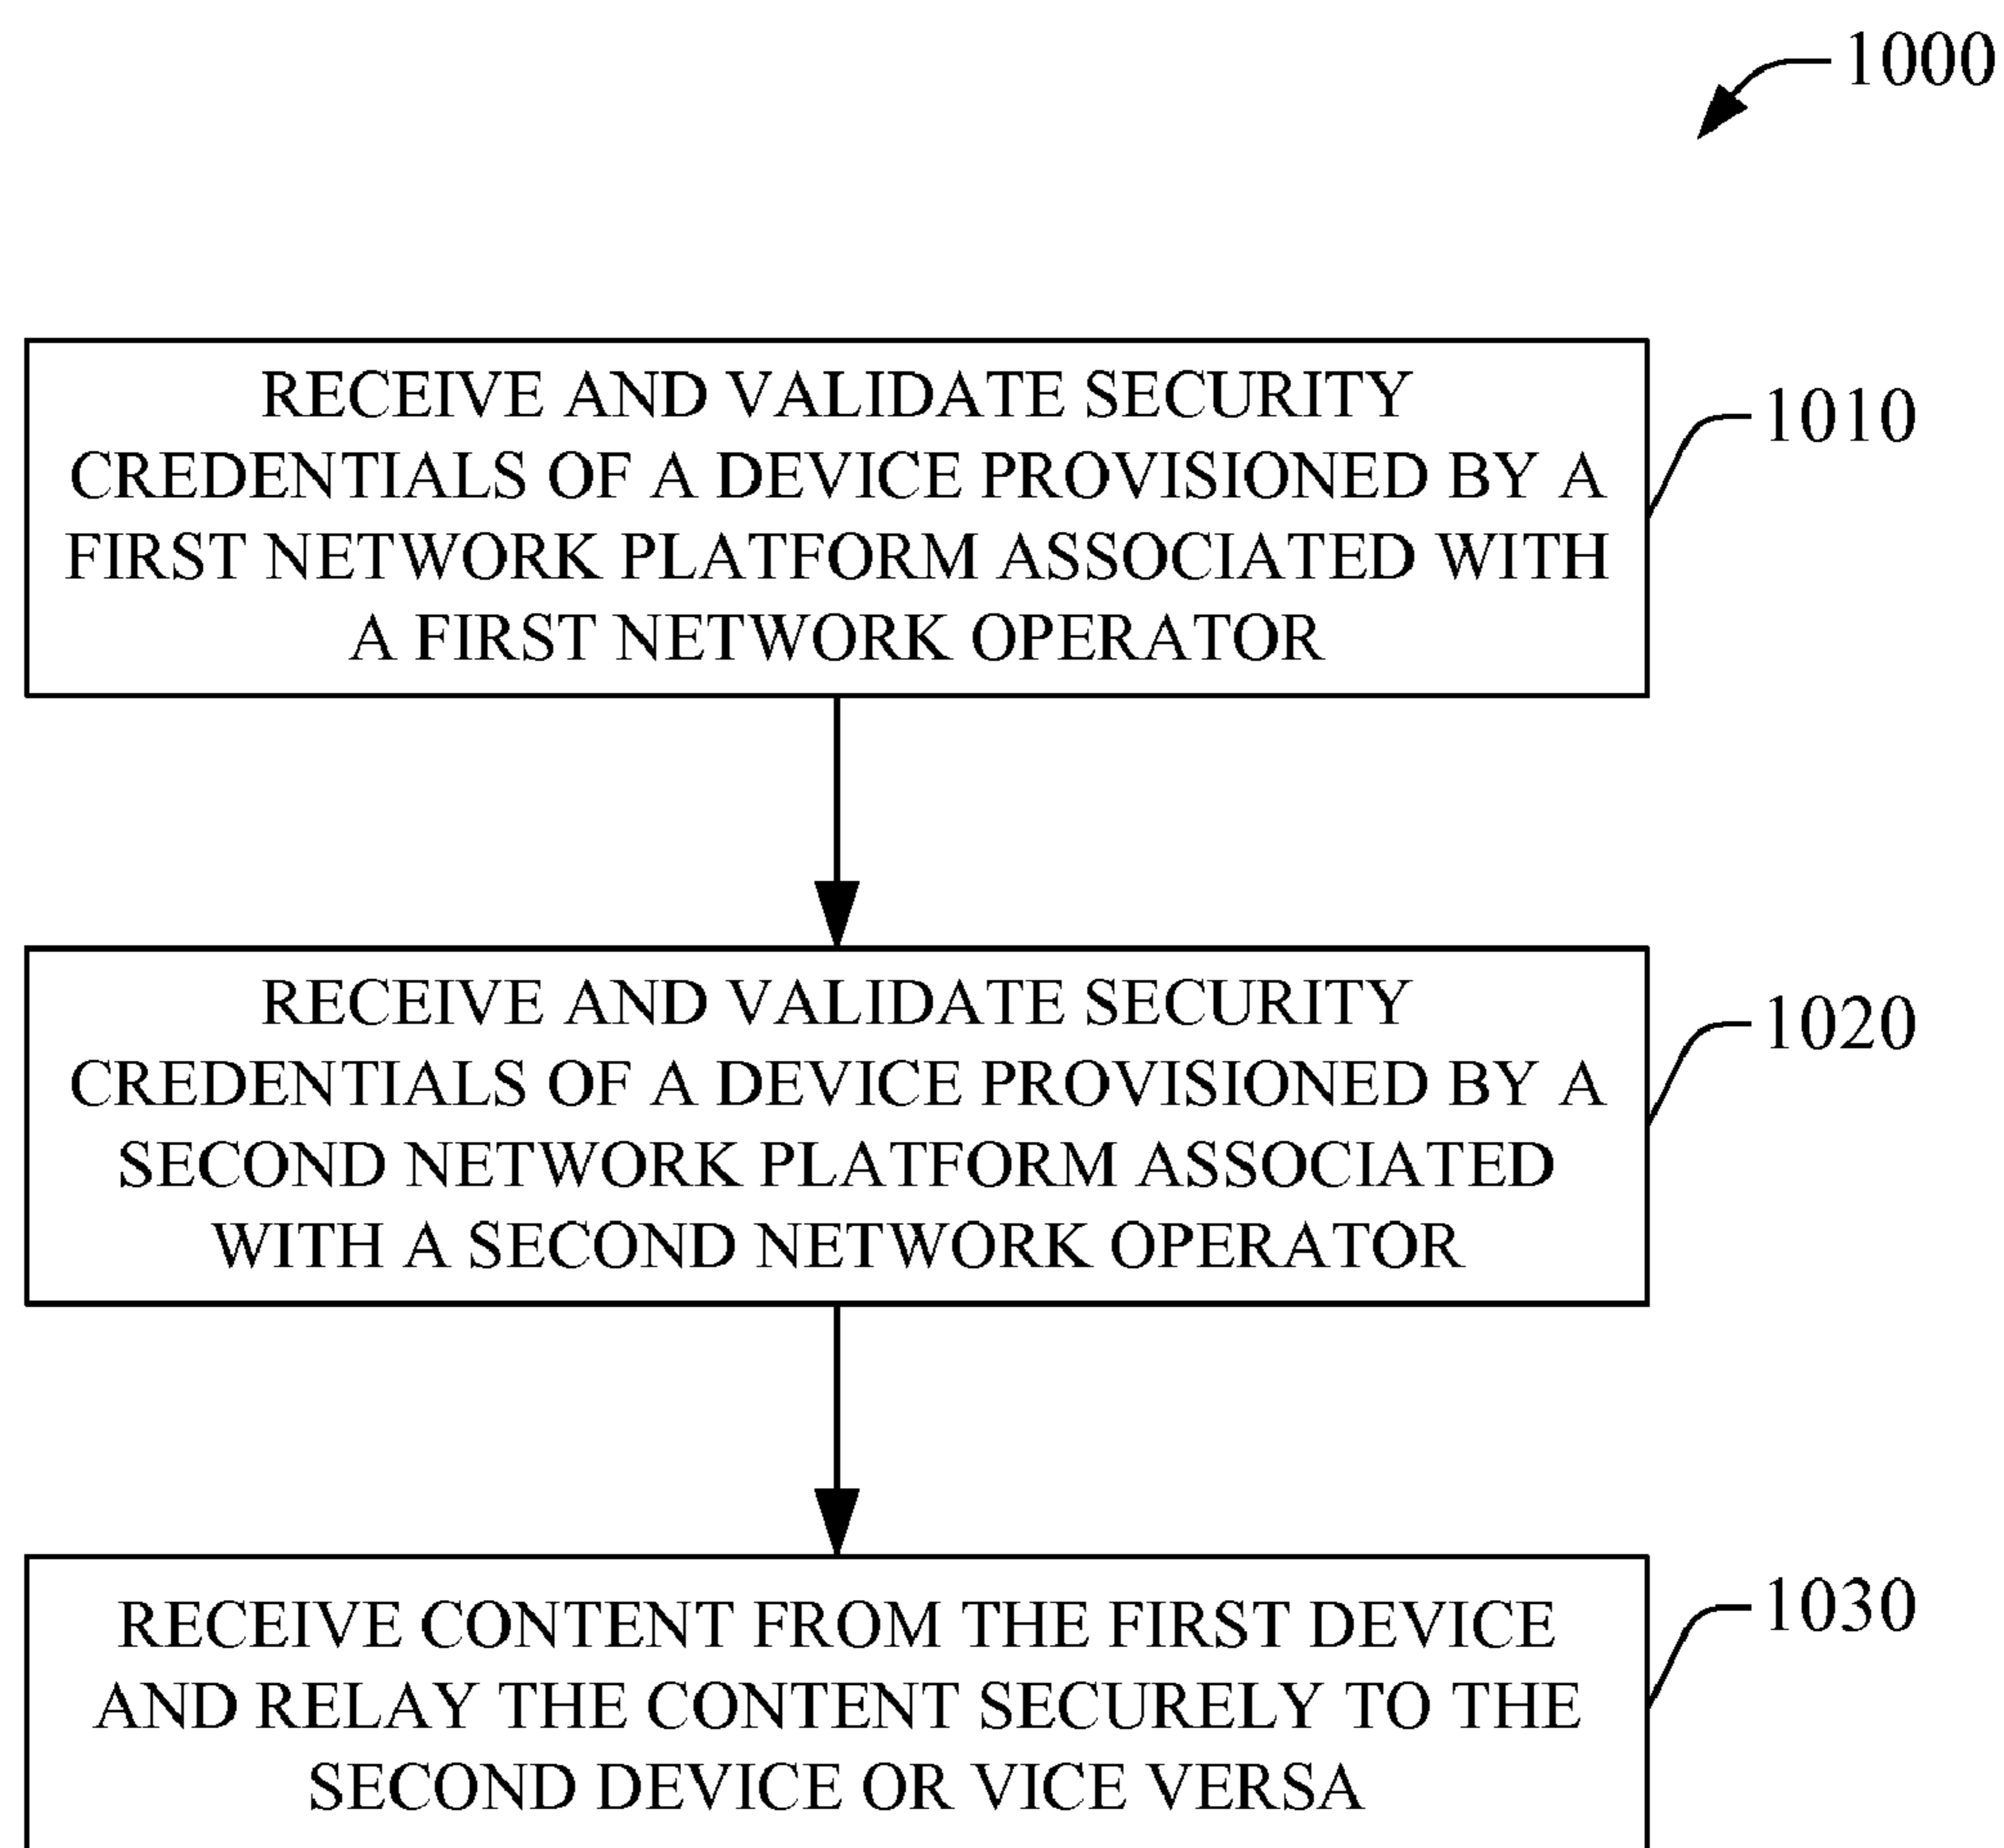 1000
RECEIVE AND VALIDATE SECURITY
CREDENTIALS OF A DEVICE PROVISIONED BY A
FIRST NETWORK PLATFORM ASSOCIATED WITH
A FIRST NETWORK OPERATOR
1010
RECEIVE AND VALIDATE SECURITY
CREDENTIALS OF A DEVICE PROVISIONED BY A
SECOND NETWORK PLATFORM ASSOCIATED
WITH A SECOND NETWORK OPERATOR
1020
RECEIVE CONTENT FROM THE FIRST DEVICE
AND RELAY THE CONTENT SECURELY TO THE
SECOND DEVICE OR VICE VERSA
1030